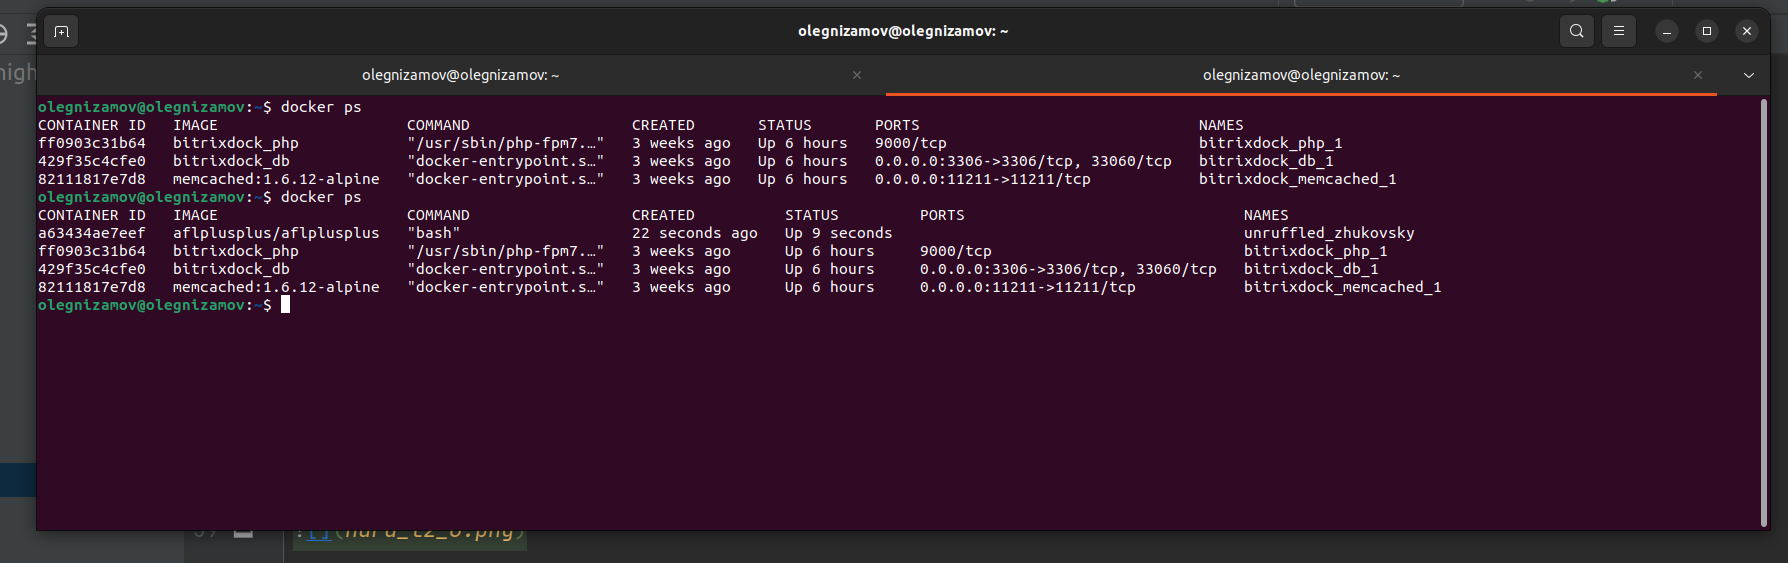 olegnizamov@olegnizamov: ~
olegnizamov@olegnizamov: ~
olegnizamov@olegnizamov: ~
olegnizamov@olegnizamov:~$ docker ps
CONTAINER ID IMAGE COMMAND CREATED STATUS PORTS NAMES
ff0903c31b64 bitrixdock_php "/usr/sbin/php-fpm7.…" 3 weeks ago Up 6 hours 9000/tcp bitrixdock_php_1
429f35c4cfe0 bitrixdock_db "docker-entrypoint.s…" 3 weeks ago Up 6 hours 0.0.0.0:3306->3306/tcp, 33060/tcp bitrixdock_db_1
82111817e7d8 memcached:1.6.12-alpine "docker-entrypoint.s…" 3 weeks ago Up 6 hours 0.0.0.0:11211->11211/tcp bitrixdock_memcached_1
olegnizamov@olegnizamov:~$ docker ps
CONTAINER ID IMAGE COMMAND CREATED STATUS PORTS NAMES
a63434ae7eef aflplusplus/aflplusplus "bash" 22 seconds ago Up 9 seconds unruffled_zhukovsky
ff0903c31b64 bitrixdock_php "/usr/sbin/php-fpm7.…" 3 weeks ago Up 6 hours 9000/tcp bitrixdock_php_1
429f35c4cfe0 bitrixdock_db "docker-entrypoint.s…" 3 weeks ago Up 6 hours 0.0.0.0:3306->3306/tcp, 33060/tcp bitrixdock_db_1
82111817e7d8 memcached:1.6.12-alpine "docker-entrypoint.s…" 3 weeks ago Up 6 hours 0.0.0.0:11211->11211/tcp bitrixdock_memcached_1
olegnizamov@olegnizamov:~$